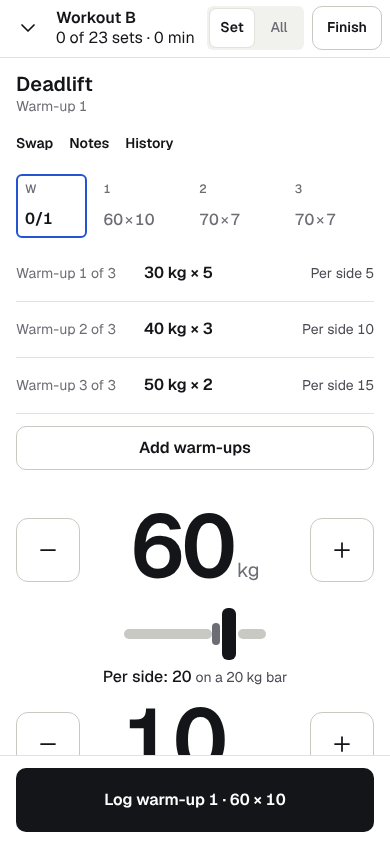 Workout B
0 of 23 sets · 0 min
Set
All
Finish
Deadlift
Warm-up 1
Swap
Notes
History
W
0/1
1
60×10
2
70×7
3
70×7
Warm-up 1 of 3
30 kg × 5
Per side 5
Warm-up 2 of 3
40 kg × 3
Per side 10
Warm-up 3 of 3
50 kg × 2
Per side 15
Add warm-ups
−
60 kg
+
Per side: 20 on a 20 kg bar
−
10
+
Log warm-up 1 · 60 × 10